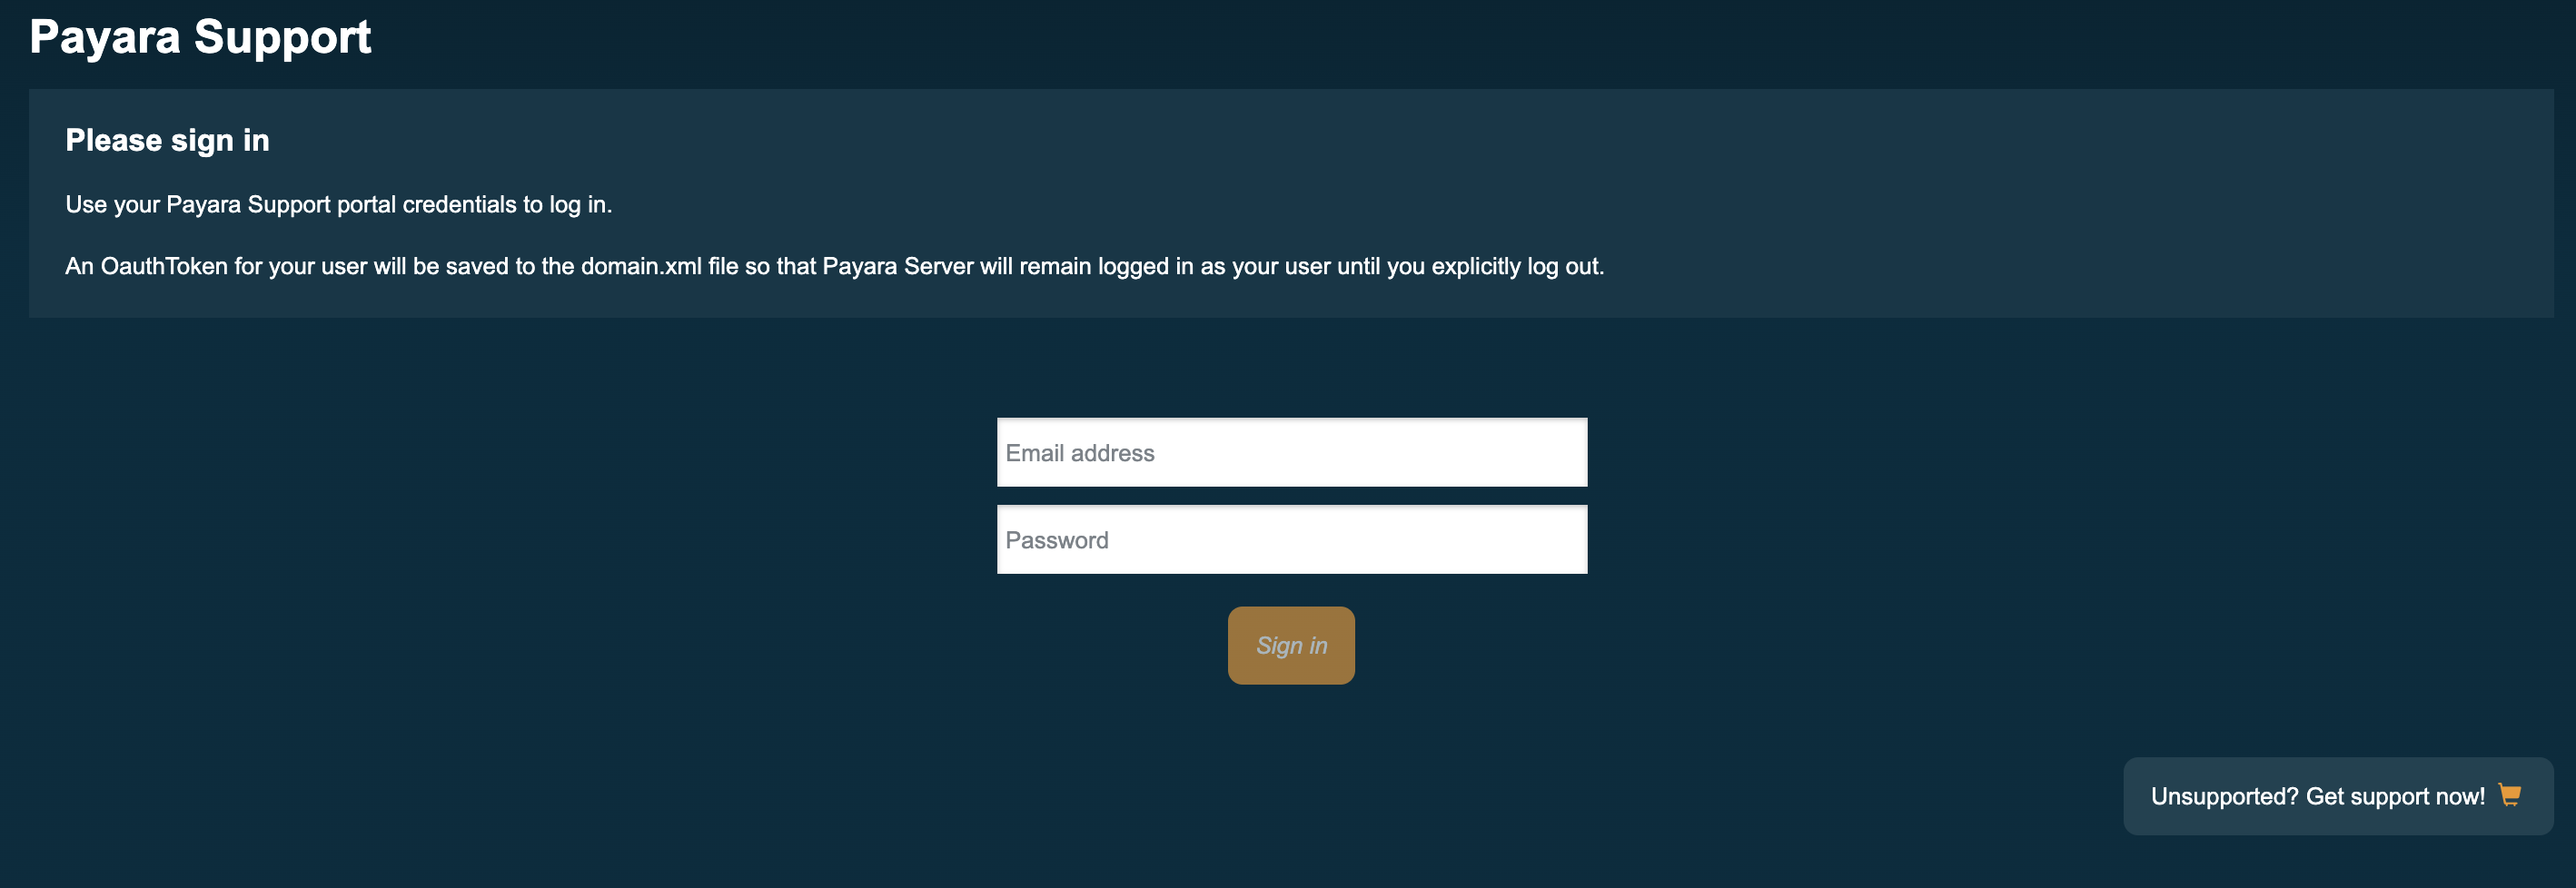 Payara Support
Please sign in
Use your Payara Support portal credentials to log in.
An OauthToken for your user will be saved to the domain.xml file so that Payara Server will remain logged in as your user until you explicitly log out.
Email address
Password
Sign in
Unsupported? Get support now!